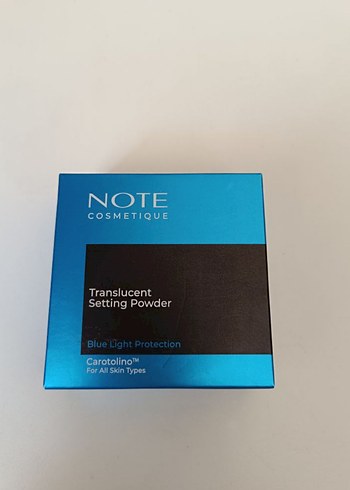 NOTE
COSMETIQUE
Translucent
Setting Powder
Blue Light Protection
Carotolino™
For All Skin Types